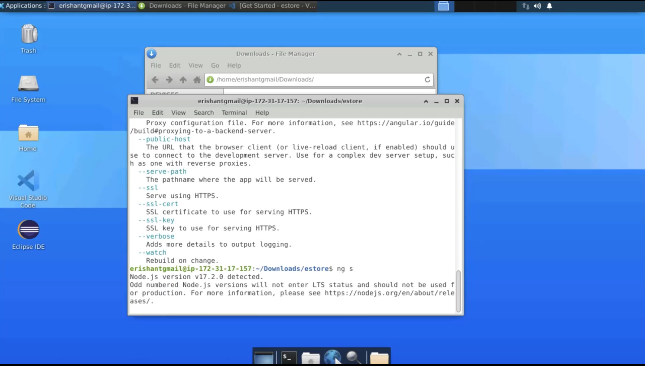 Applications
erishantgmail@ip-172-3...
Downloads - File Manager
[Get Started - estore - V...
Trash
File System
Home
Visual Studio
Code
Eclipse IDE
Downloads - File Manager
File Edit View Go Help
/home/erishantgmail/Downloads/
erishantgmail@ip-172-31-17-157: ~/Downloads/estore
File Edit View Search Terminal Help
Proxy configuration file. For more information, see https://angular.io/guide
/build#proxying-to-a-backend-server.
--public-host
The URL that the browser client (or live-reload client, if enabled) should u
se to connect to the development server. Use for a complex dev server setup, suc
h as one with reverse proxies.
--serve-path
The pathname where the app will be served.
--ssl
Serve using HTTPS.
--ssl-cert
SSL certificate to use for serving HTTPS.
--ssl-key
SSL key to use for serving HTTPS.
--verbose
Adds more details to output logging.
--watch
Rebuild on change.
erishantgmail@ip-172-31-17-157:~/Downloads/estore$ ng s
Node.js version v17.2.0 detected.
Odd numbered Node.js versions will not enter LTS status and should not be used f
or production. For more information, please see https://nodejs.org/en/about/rele
ases/.